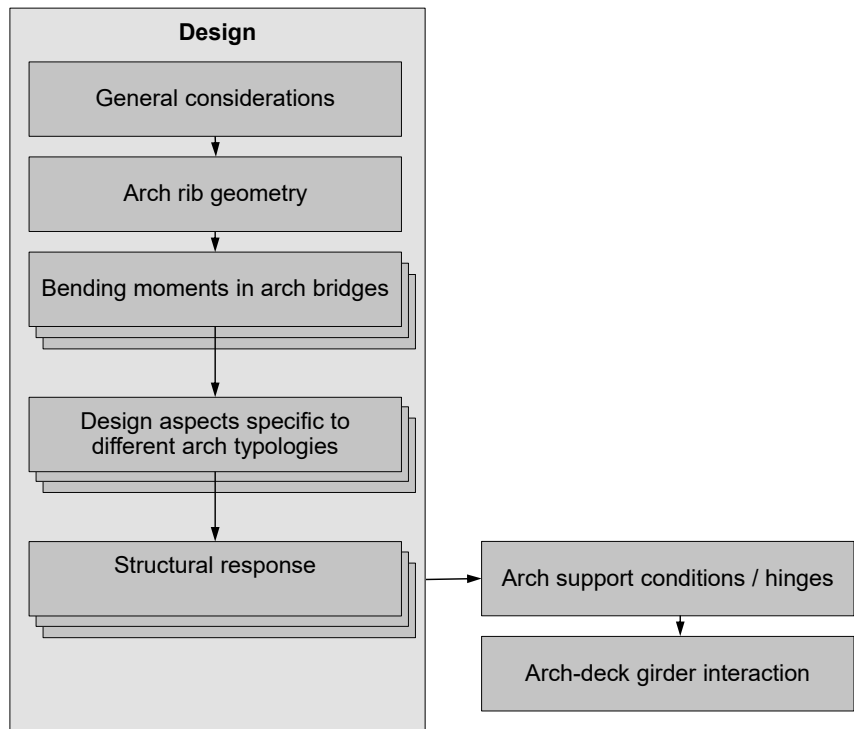 Design
General considerations
Arch rib geometry
Bending moments in arch bridges
Design aspects specific to
different arch typologies
Structural response
Arch support conditions / hinges
Arch-deck girder interaction